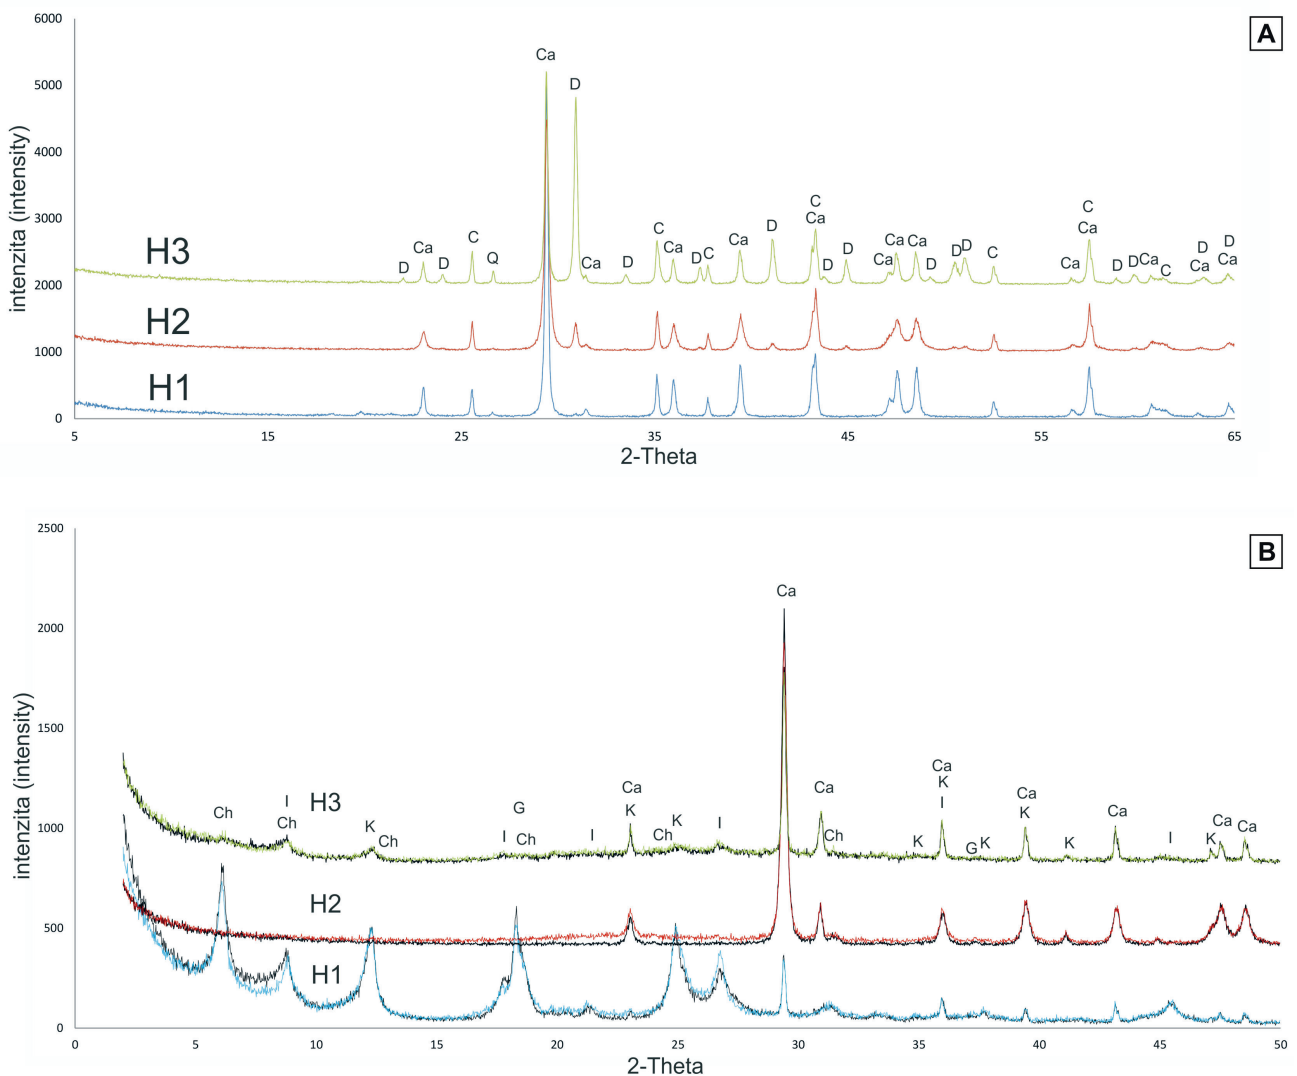 A
6000
5000
4000
3000
2000
1000
0
intenzita (intensity)
Ca
D
C
C
Ca
D
Ca
D
C
Q
Ca
D
C
Ca
D
C
Ca
D
D
D
Ca
Ca
Ca
D
D
D
C
C
Ca
Ca
D
D
Ca
C
D
Ca
D
Ca
H3
H2
H1
5 15 25 35 45 55 65
2-Theta
B
2500
2000
1500
1000
500
0
intenzita (intensity)
Ca
Ch
I
Ch
H3
K
Ch
G
I
Ch
I
Ca
K
Ch
K
I
Ca
Ch
K
Ca
K
I
G
K
Ca
K
K
Ca
I
K
Ca
Ca
H2
H1
0 5 10 15 20 25 30 35 40 45 50
2-Theta